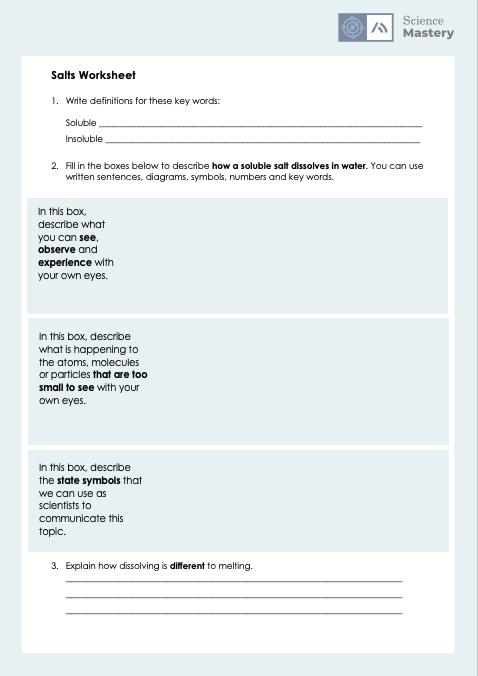 Science
Mastery
Salts Worksheet
1. Write definitions for these key words:
Soluble ______________________________________________
Insoluble ______________________________________________
2. Fill in the boxes below to describe how a soluble salt dissolves in water. You can use
written sentences, diagrams, symbols, numbers and key words.
In this box,
describe what
you can see,
observe and
experience with
your own eyes.
In this box, describe
what is happening to
the atoms, molecules
or particles that are too
small to see with your
own eyes.
In this box, describe
the state symbols that
we can use as
scientists to
communicate this
topic.
3. Explain how dissolving is different to melting.